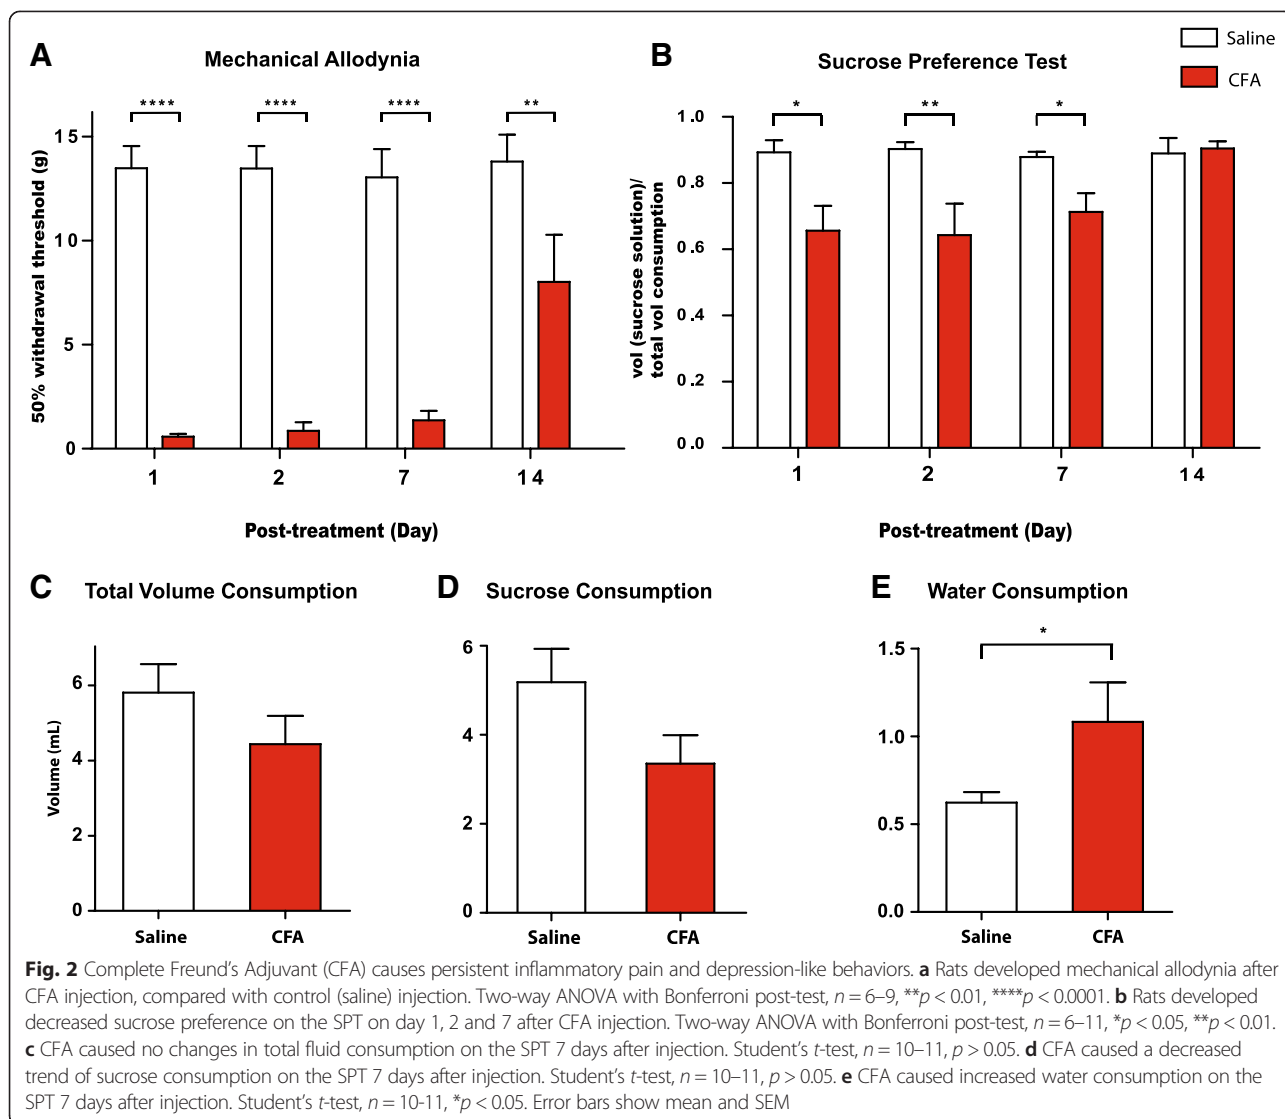 Saline
CFA
A
Mechanical Allodynia
50% withdrawal threshold (g)
15
10
5
0
**** **** **** **
1 2 7 14
Post-treatment (Day)
B
Sucrose Preference Test
vol (sucrose solution)/
total vol consumption
1.0
0.8
0.6
0.4
0.2
0.0
* ** *
1 2 7 14
Post-treatment (Day)
C
Total Volume Consumption
Volume (mL)
6
4
2
0
Saline CFA
D
Sucrose Consumption
6
4
2
0
Saline CFA
E
Water Consumption
*
1.5
1.0
0.5
0.0
Saline CFA
Fig. 2 Complete Freund's Adjuvant (CFA) causes persistent inflammatory pain and depression-like behaviors. a Rats developed mechanical allodynia after
CFA injection, compared with control (saline) injection. Two-way ANOVA with Bonferroni post-test, n = 6–9, **p < 0.01, ****p < 0.0001. b Rats developed
decreased sucrose preference on the SPT on day 1, 2 and 7 after CFA injection. Two-way ANOVA with Bonferroni post-test, n = 6–11, *p < 0.05, **p < 0.01.
c CFA caused no changes in total fluid consumption on the SPT 7 days after injection. Student's t-test, n = 10–11, p > 0.05. d CFA caused a decreased
trend of sucrose consumption on the SPT 7 days after injection. Student's t-test, n = 10–11, p > 0.05. e CFA caused increased water consumption on the
SPT 7 days after injection. Student's t-test, n = 10-11, *p < 0.05. Error bars show mean and SEM